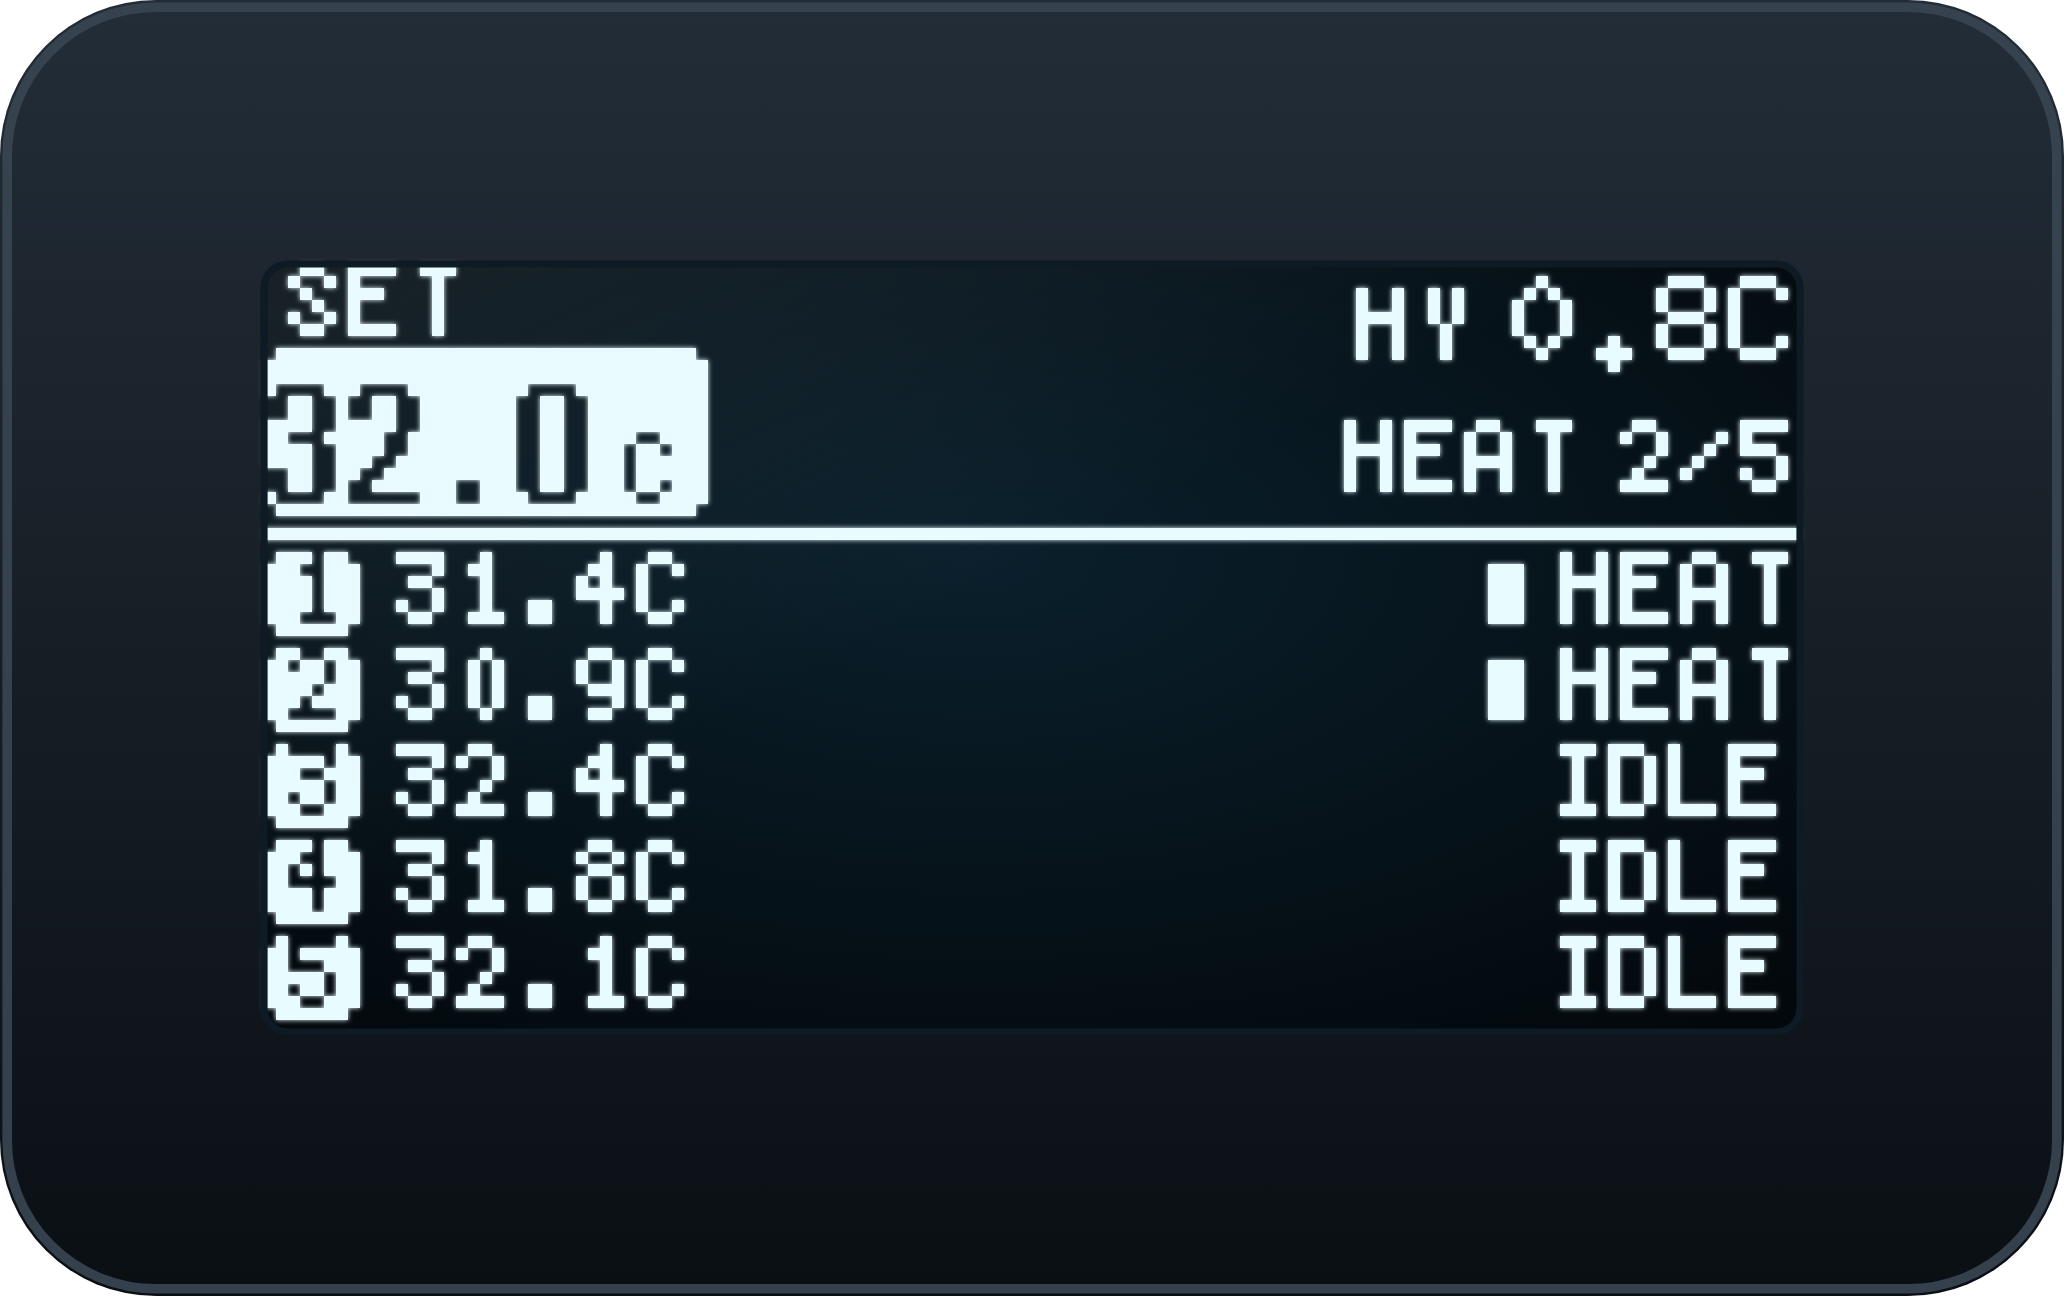 SET
HY 0.8C
32.0c
HEAT 2/5
1 31.4C HEAT
2 30.9C HEAT
3 32.4C IDLE
4 31.8C IDLE
5 32.1C IDLE